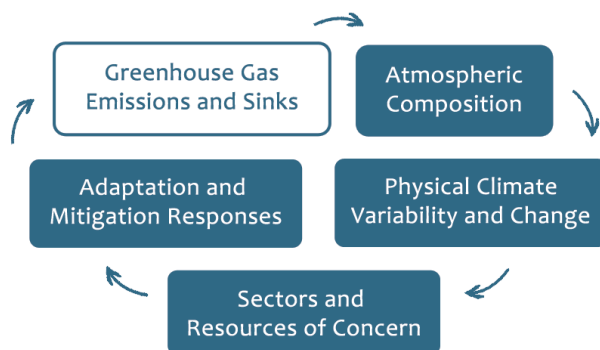 Greenhouse Gas
Emissions and Sinks
Atmospheric
Composition
Physical Climate
Variability and Change
Sectors and
Resources of Concern
Adaptation and
Mitigation Responses